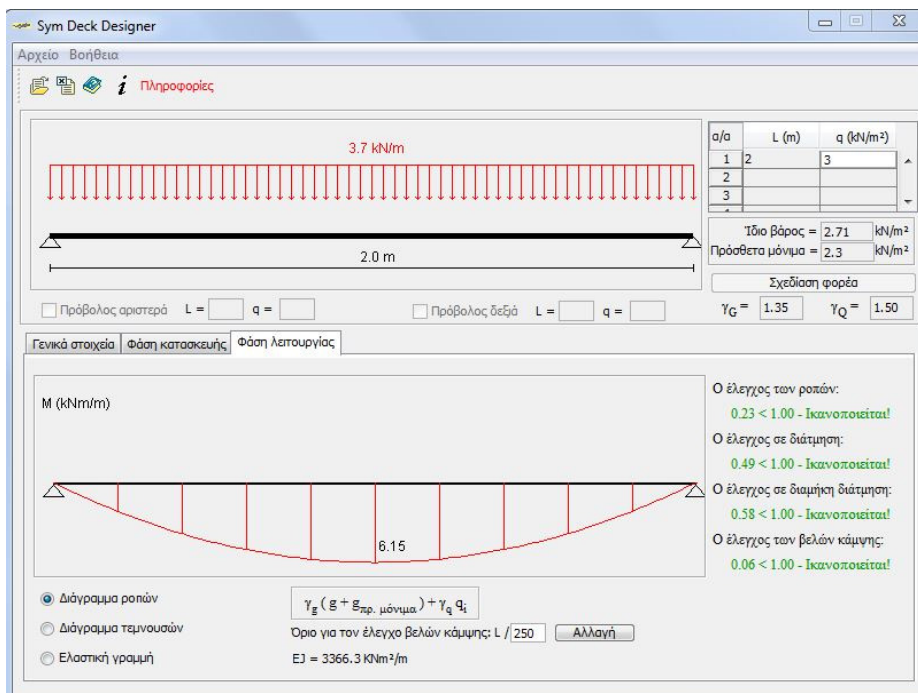 Sym Deck Designer
Αρχείο Βοήθεια
i Πληροφορίες
3.7 kN/m
2.0 m
α/α L (m) q (kN/m²)
1 2 3
2
3
Ίδιο βάρος = 2.71 kN/m²
Πρόσθετα μόνιμα = 2.3 kN/m²
Σχεδίαση φορέα
Πρόβολος αριστερά L = q = Πρόβολος δεξιά L = q = γG = 1.35 γQ = 1.50
Γενικά στοιχεία Φάση κατασκευής Φάση λειτουργίας
M (kNm/m)
6.15
Ο έλεγχος των ροπών:
0.23 < 1.00 - Ικανοποιείται!
Ο έλεγχος σε διάτμηση:
0.49 < 1.00 - Ικανοποιείται!
Ο έλεγχος σε διαμήκη διάτμηση:
0.58 < 1.00 - Ικανοποιείται!
Ο έλεγχος των βελών κάμψης:
0.06 < 1.00 - Ικανοποιείται!
Διάγραμμα ροπών γg ( g + gπρ. μόνιμα ) + γq qi
Διάγραμμα τεμνουσών Όριο για τον έλεγχο βελών κάμψης: L / 250 Αλλαγή
Ελαστική γραμμή EJ = 3366.3 KNm²/m